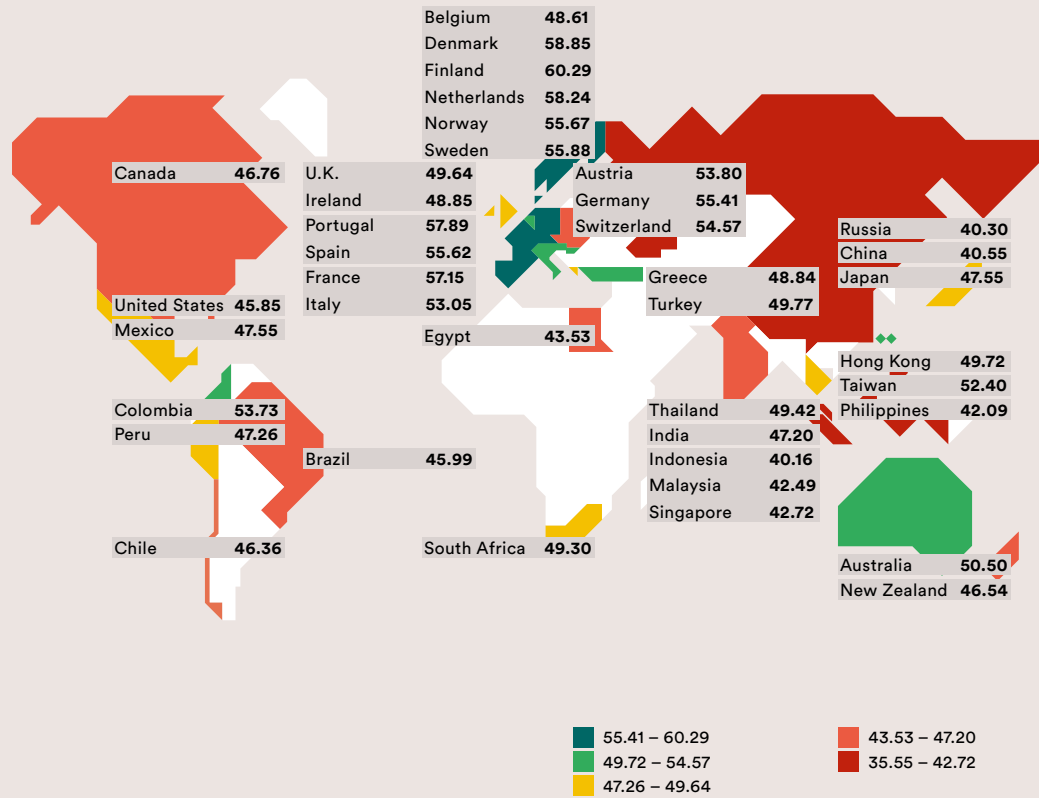 Belgium 48.61
Denmark 58.85
Finland 60.29
Netherlands 58.24
Norway 55.67
Sweden 55.88
Canada 46.76
U.K. 49.64
Ireland 48.85
Portugal 57.89
Spain 55.62
France 57.15
Italy 53.05
Austria 53.80
Germany 55.41
Switzerland 54.57
Russia 40.30
China 40.55
Japan 47.55
United States 45.85
Mexico 47.55
Greece 48.84
Turkey 49.77
Egypt 43.53
Hong Kong 49.72
Taiwan 52.40
Philippines 42.09
Colombia 53.73
Peru 47.26
Brazil 45.99
Thailand 49.42
India 47.20
Indonesia 40.16
Malaysia 42.49
Singapore 42.72
Chile 46.36
South Africa 49.30
Australia 50.50
New Zealand 46.54
55.41 – 60.29
49.72 – 54.57
47.26 – 49.64
43.53 – 47.20
35.55 – 42.72